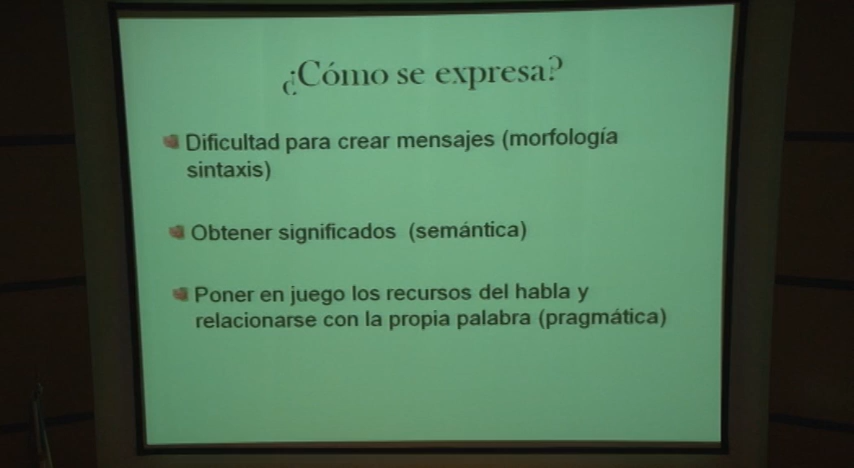 ¿Cómo se expresa?
Dificultad para crear mensajes (morfología
sintaxis)
Obtener significados (semántica)
Poner en juego los recursos del habla y
relacionarse con la propia palabra (pragmática)